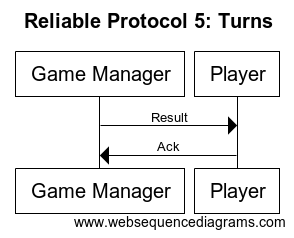 Reliable Protocol 5: Turns
Game Manager
Player
Result
Ack
Game Manager
Player
www.websequencediagrams.com